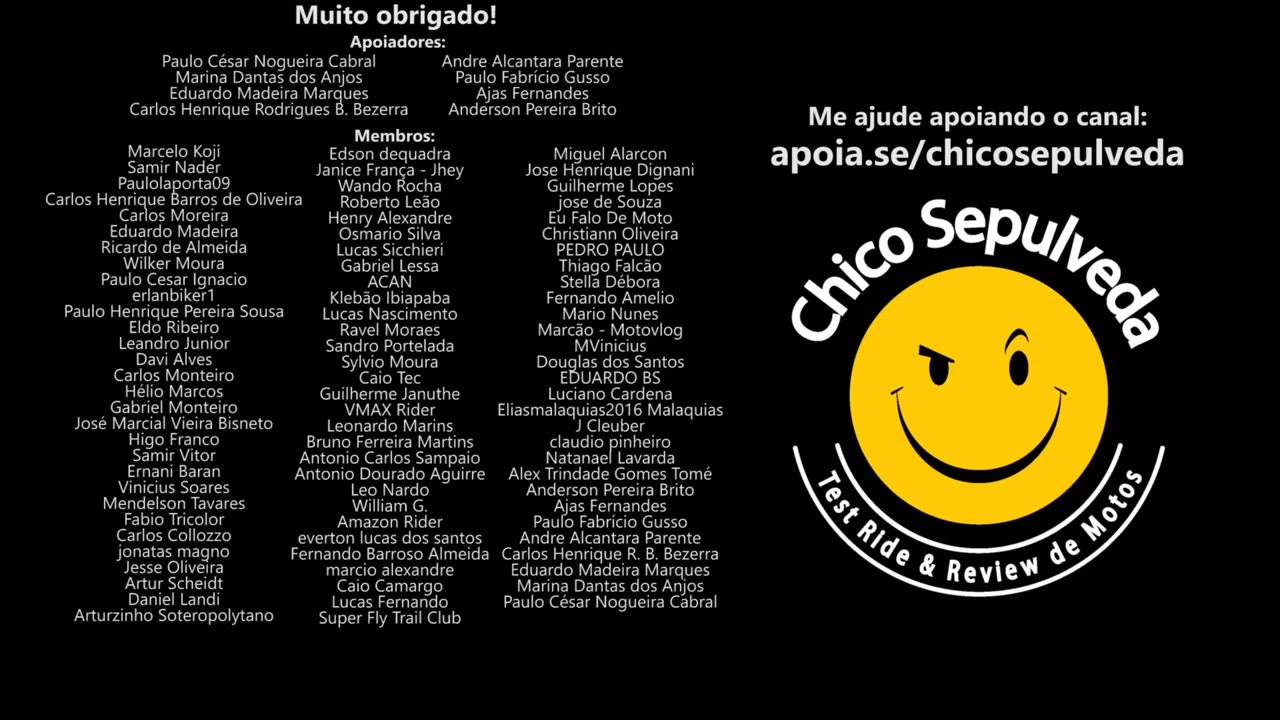 Muito obrigado!
Apoiadores:
Paulo César Nogueira Cabral
Marina Dantas dos Anjos
Eduardo Madeira Marques
Carlos Henrique Rodrigues B. Bezerra
Andre Alcantara Parente
Paulo Fabrício Gusso
Ajas Fernandes
Anderson Pereira Brito
Membros:
Marcelo Koji
Samir Nader
Paulolaporta09
Carlos Henrique Barros de Oliveira
Carlos Moreira
Eduardo Madeira
Ricardo de Almeida
Wilker Moura
Paulo Cesar Ignacio
erlanbiker1
Paulo Henrique Pereira Sousa
Eldo Ribeiro
Leandro Junior
Davi Alves
Carlos Monteiro
Hélio Marcos
Gabriel Monteiro
José Marcial Vieira Bisneto
Higo Franco
Samir Vitor
Ernani Baran
Vinicius Soares
Mendelson Tavares
Fabio Tricolor
Carlos Collozzo
jonatas magno
Jesse Oliveira
Artur Scheidt
Daniel Landi
Arturzinho Soteropolytano
Edson dequadra
Janice França - Jhey
Wando Rocha
Roberto Leão
Henry Alexandre
Osmario Silva
Lucas Sicchieri
Gabriel Lessa
ACAN
Klebão Ibiapaba
Lucas Nascimento
Ravel Moraes
Sandro Portelada
Sylvio Moura
Caio Tec
Guilherme Januthe
VMAX Rider
Leonardo Marins
Bruno Ferreira Martins
Antonio Carlos Sampaio
Antonio Dourado Aguirre
Leo Nardo
William G.
Amazon Rider
everton lucas dos santos
Fernando Barroso Almeida
marcio alexandre
Caio Camargo
Lucas Fernando
Super Fly Trail Club
Miguel Alarcon
Jose Henrique Dignani
Guilherme Lopes
jose de Souza
Eu Falo De Moto
Christiann Oliveira
PEDRO PAULO
Thiago Falcão
Stella Débora
Fernando Amelio
Mario Nunes
Marcão - Motovlog
MVinicius
Douglas dos Santos
EDUARDO BS
Luciano Cardena
Eliasmalaquias2016 Malaquias
J Cleuber
claudio pinheiro
Natanael Lavarda
Alex Trindade Gomes Tomé
Anderson Pereira Brito
Ajas Fernandes
Paulo Fabrício Gusso
Andre Alcantara Parente
Carlos Henrique R. B. Bezerra
Eduardo Madeira Marques
Marina Dantas dos Anjos
Paulo César Nogueira Cabral
Me ajude apoiando o canal:
apoia.se/chicosepulveda
Chico Sepulveda
Test Ride & Review de Motos